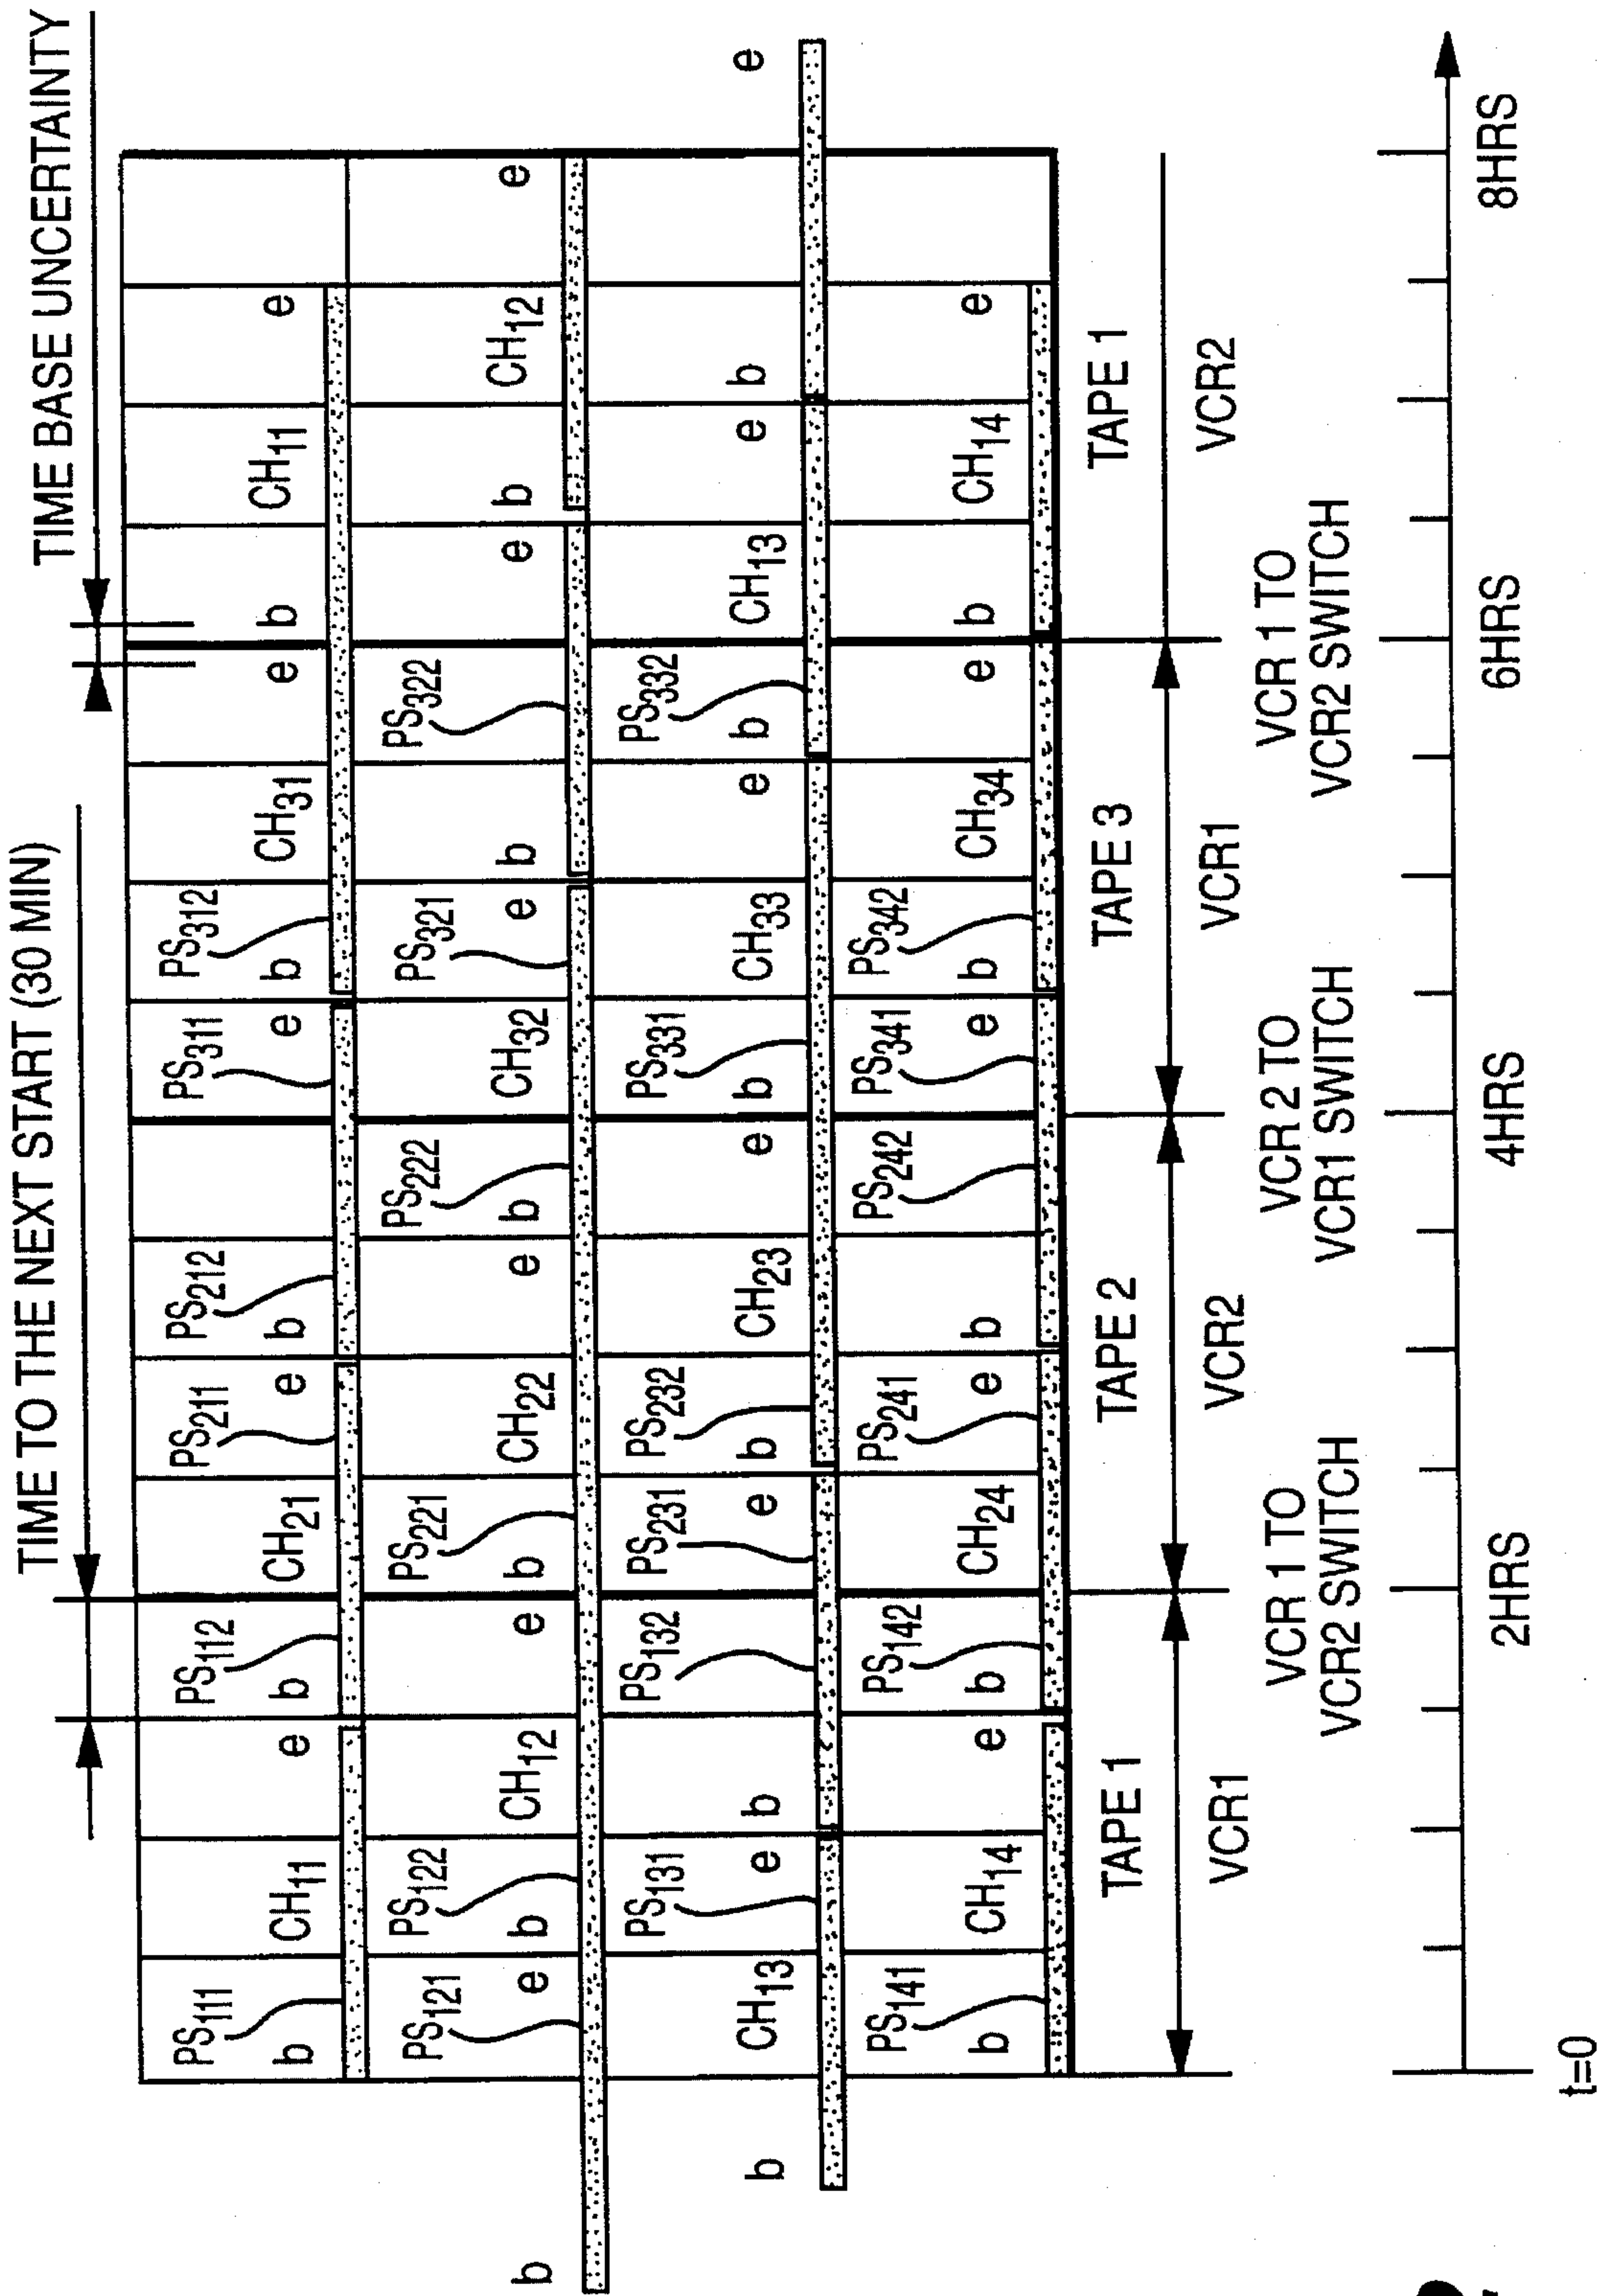 TIME TO THE NEXT START (30 MIN)
TIME BASE UNCERTAINTY
PS111 PS112 PS211 PS212 PS311 PS312
b CH11 e b CH21 e b e b CH31 e b CH11 e
PS121 PS122 PS221 PS222 PS321 PS322
b e b CH12 e b CH22 e b CH32 e b e b CH12 e
PS131 PS132 PS231 PS232 PS331 PS332
b CH13 e b e b CH23 e b CH33 e b CH13 e b e
PS141 PS142 PS241 PS242 PS341 PS342
b CH14 e b CH24 e b e b CH34 e b CH14 e
TAPE 1 TAPE 2 TAPE 3 TAPE 1
VCR1 VCR2 VCR1 VCR2
VCR 1 TO VCR 2 TO VCR 1 TO
VCR2 SWITCH VCR1 SWITCH VCR2 SWITCH
2HRS 4HRS 6HRS 8HRS
t=0